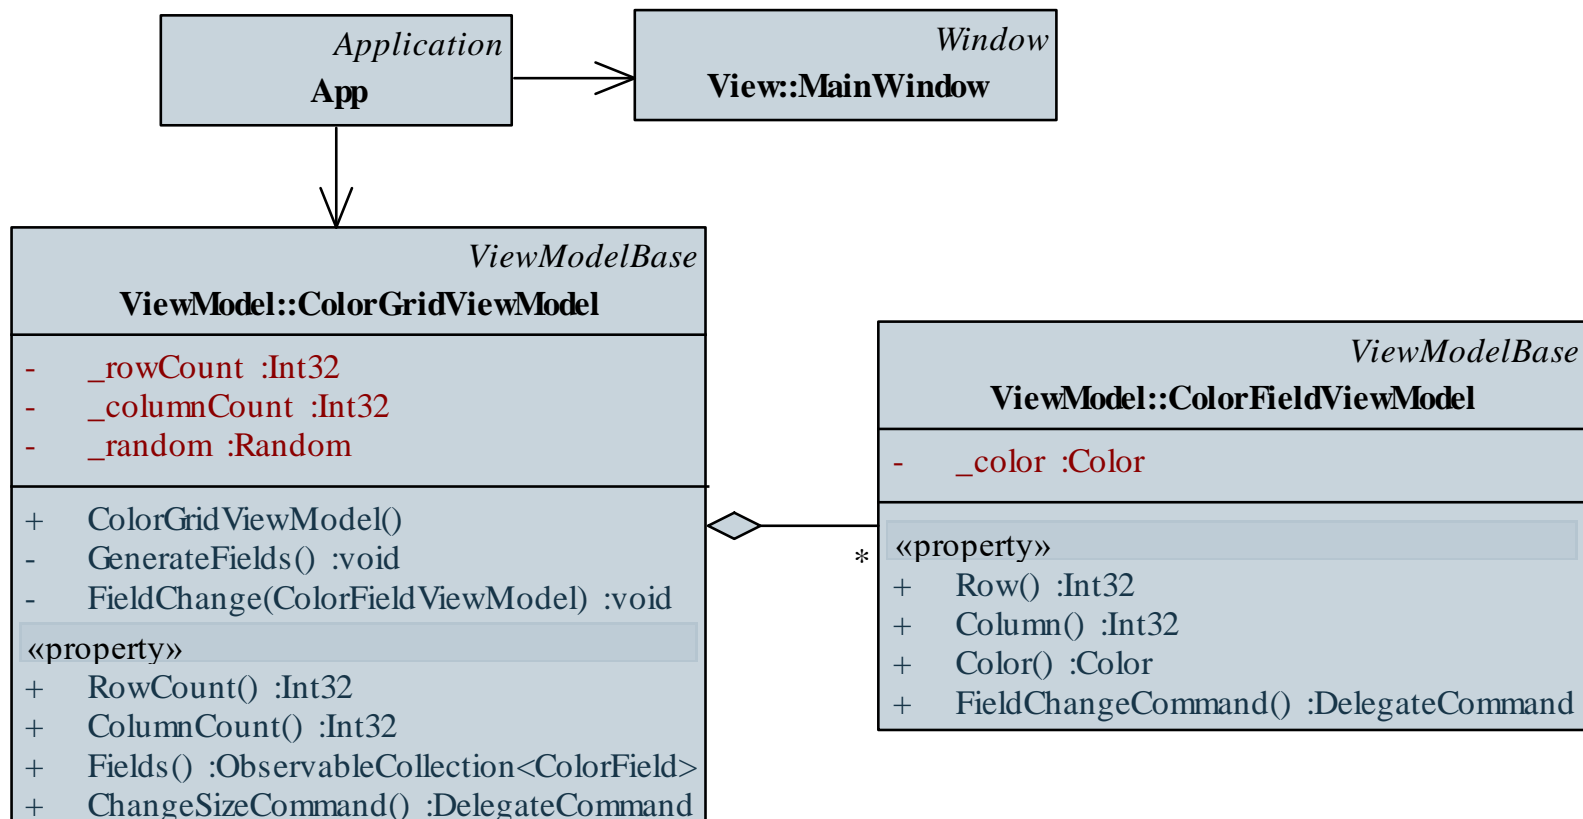 Application
App
Window
View::MainWindow
ViewModelBase
ViewModel::ColorGridViewModel
- _rowCount :Int32
- _columnCount :Int32
- _random :Random
+ ColorGridViewModel()
- GenerateFields() :void
- FieldChange(ColorFieldViewModel) :void
«property»
+ RowCount() :Int32
+ ColumnCount() :Int32
+ Fields() :ObservableCollection<ColorField>
+ ChangeSizeCommand() :DelegateCommand
*
ViewModelBase
ViewModel::ColorFieldViewModel
- _color :Color
«property»
+ Row() :Int32
+ Column() :Int32
+ Color() :Color
+ FieldChangeCommand() :DelegateCommand